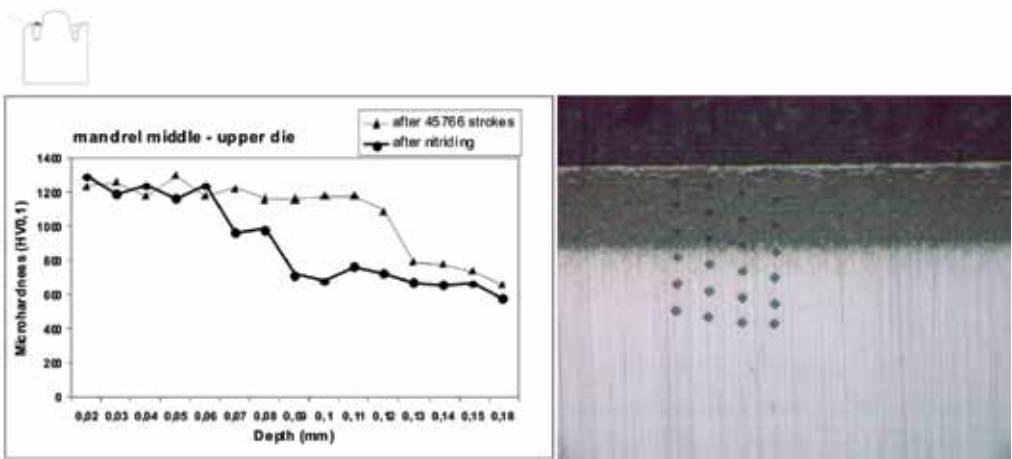 mandrel middle - upper die
after 45766 strokes
after nitriding
Microhardness (HV0,1)
1400
1200
1000
800
600
400
200
0
0,02 0,03 0,04 0,05 0,06 0,07 0,08 0,09 0,1 0,11 0,12 0,13 0,14 0,15 0,16
Depth (mm)